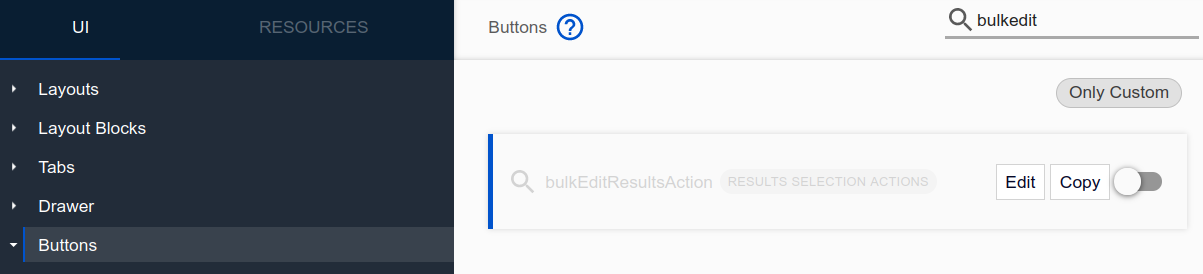 UI
RESOURCES
Layouts
Layout Blocks
Tabs
Drawer
Buttons
Buttons ?
bulkedit
Only Custom
bulkEditResultsAction RESULTS SELECTION ACTIONS Edit Copy